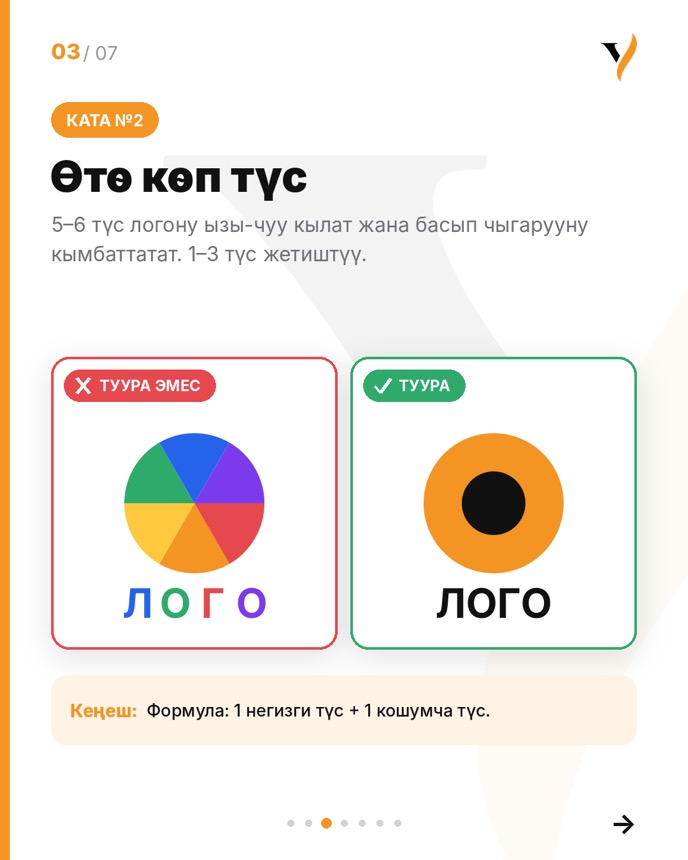 03 / 07
КАТА №2
Өтө көп түс
5–6 түс логону ызы-чуу кылат жана басып чыгарууну
кымбаттатат. 1–3 түс жетиштүү.
ТУУРА ЭМЕС
ТУУРА
ЛОГО
ЛОГО
Кеңеш: Формула: 1 негизги түс + 1 кошумча түс.